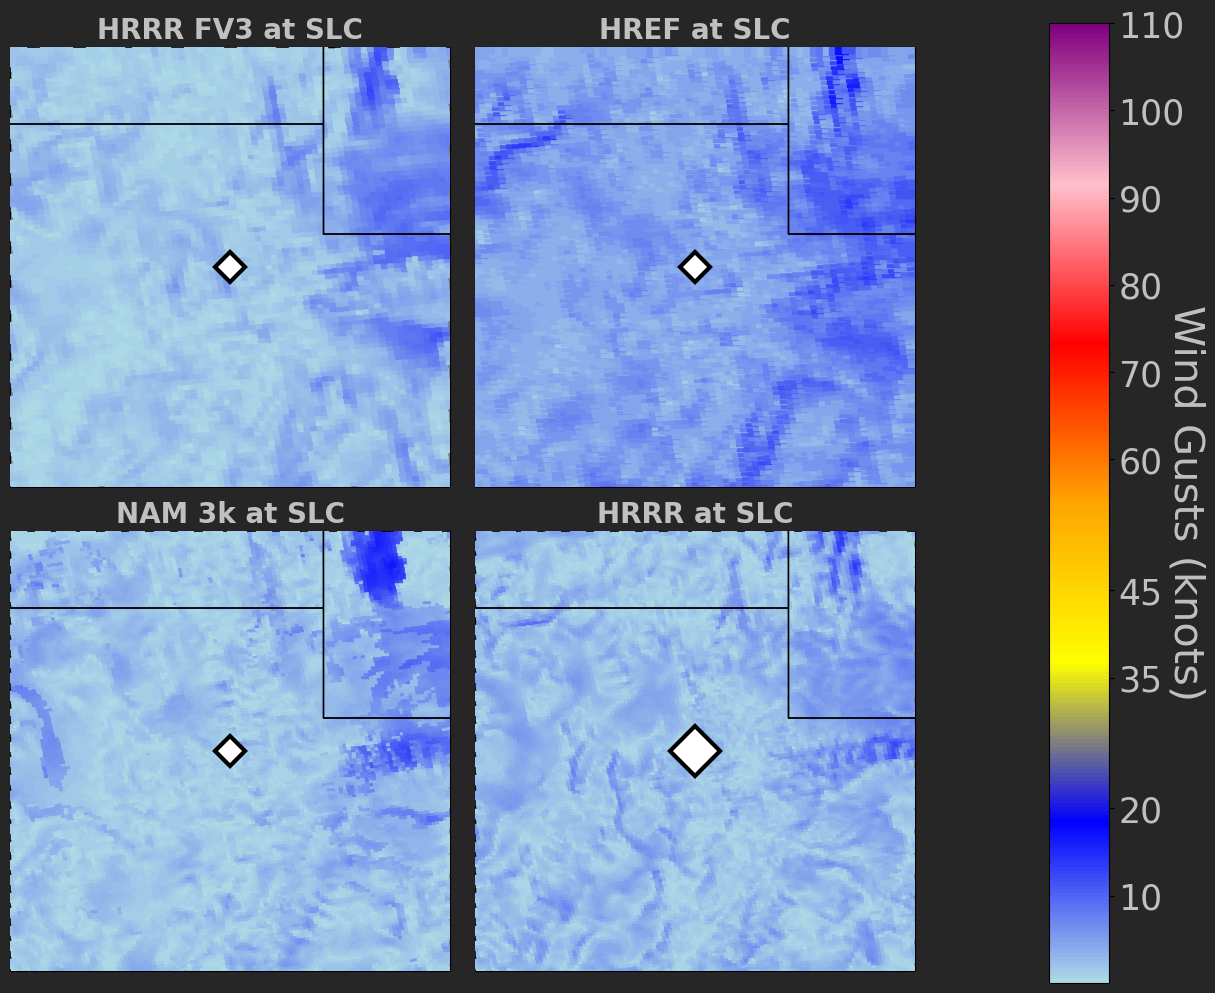 HRRR FV3 at SLC
HREF at SLC
NAM 3k at SLC
HRRR at SLC
110
100
90
80
70
60
45
35
20
10
Wind Gusts (knots)